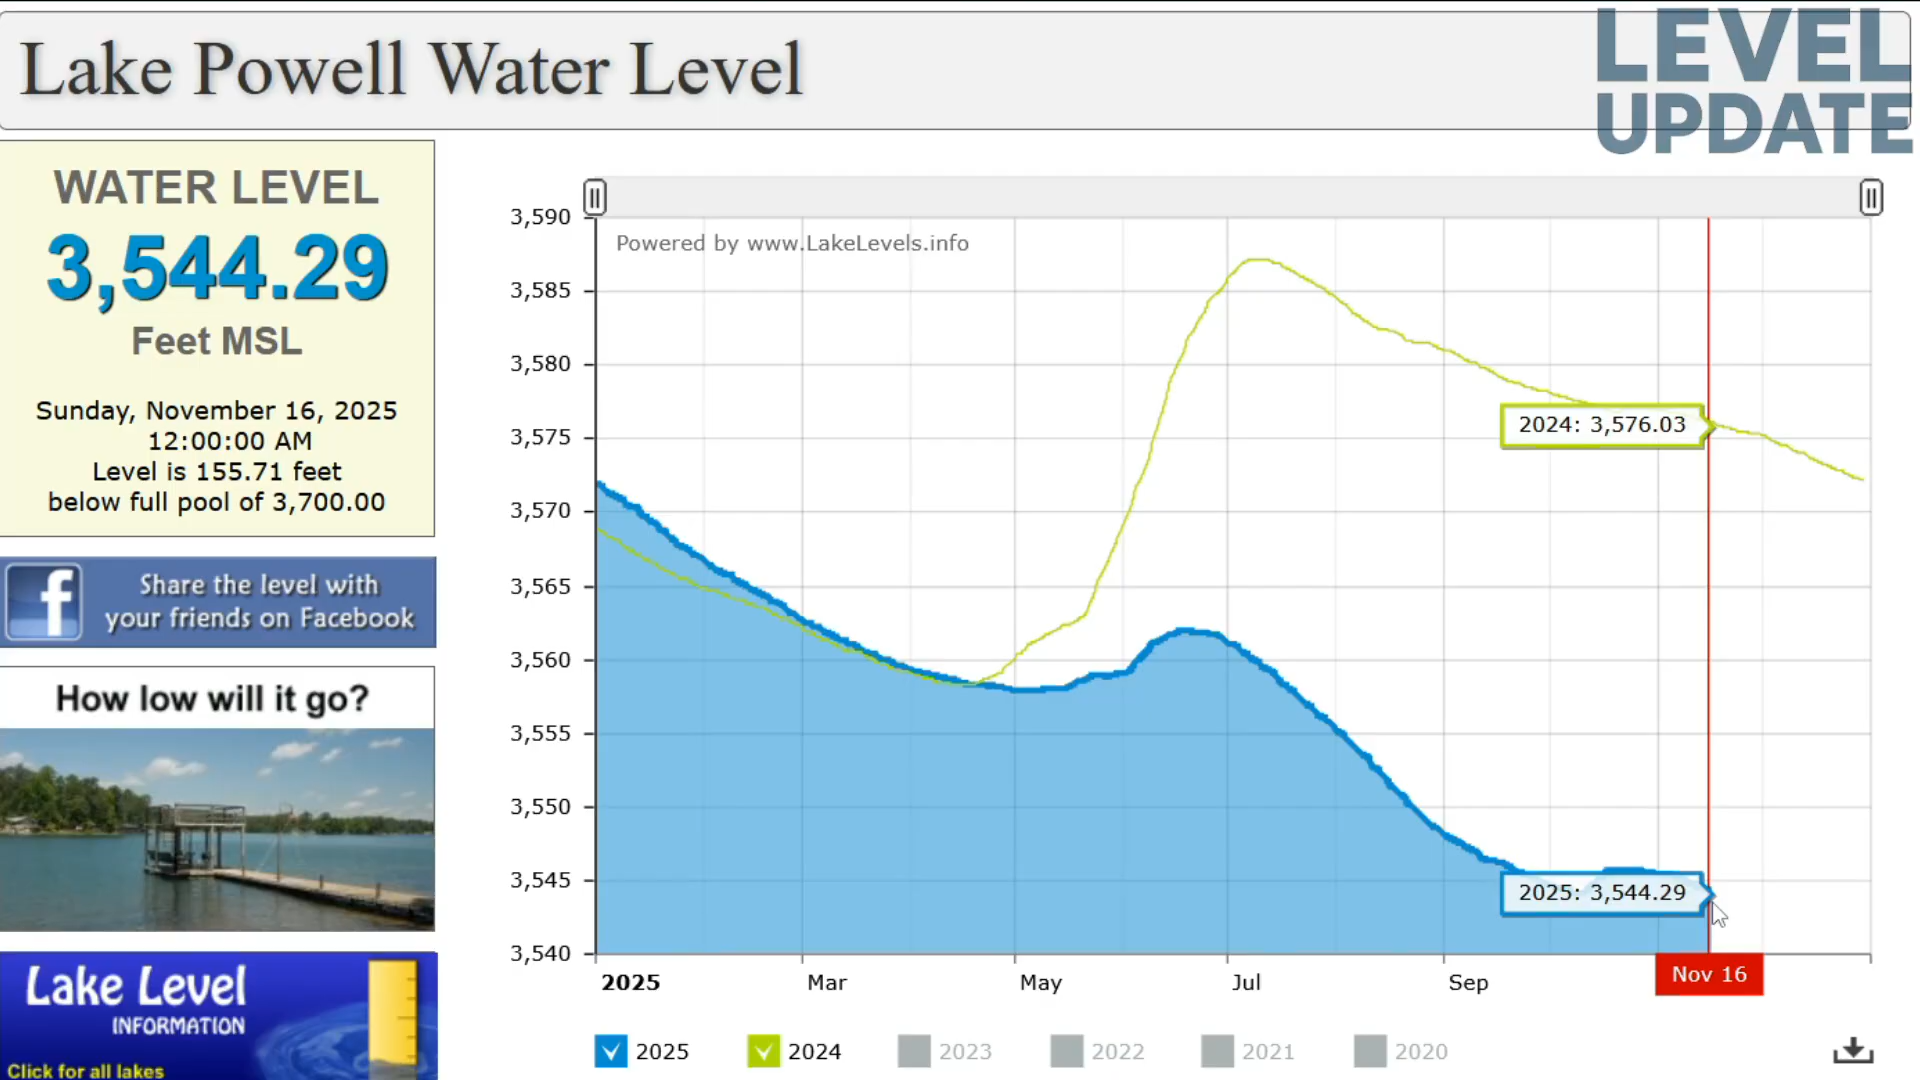 Lake Powell Water Level
LEVEL
UPDATE
WATER LEVEL
3,544.29
Feet MSL
Sunday, November 16, 2025
12:00:00 AM
Level is 155.71 feet
below full pool of 3,700.00
f Share the level with
your friends on Facebook
How low will it go?
Lake Level
INFORMATION
Click for all lakes
Powered by www.LakeLevels.info
3,590
3,585
3,580
3,575
3,570
3,565
3,560
3,555
3,550
3,545
3,540
2024: 3,576.03
2025: 3,544.29
2025 Mar May Jul Sep Nov 16
2025 2024 2023 2022 2021 2020